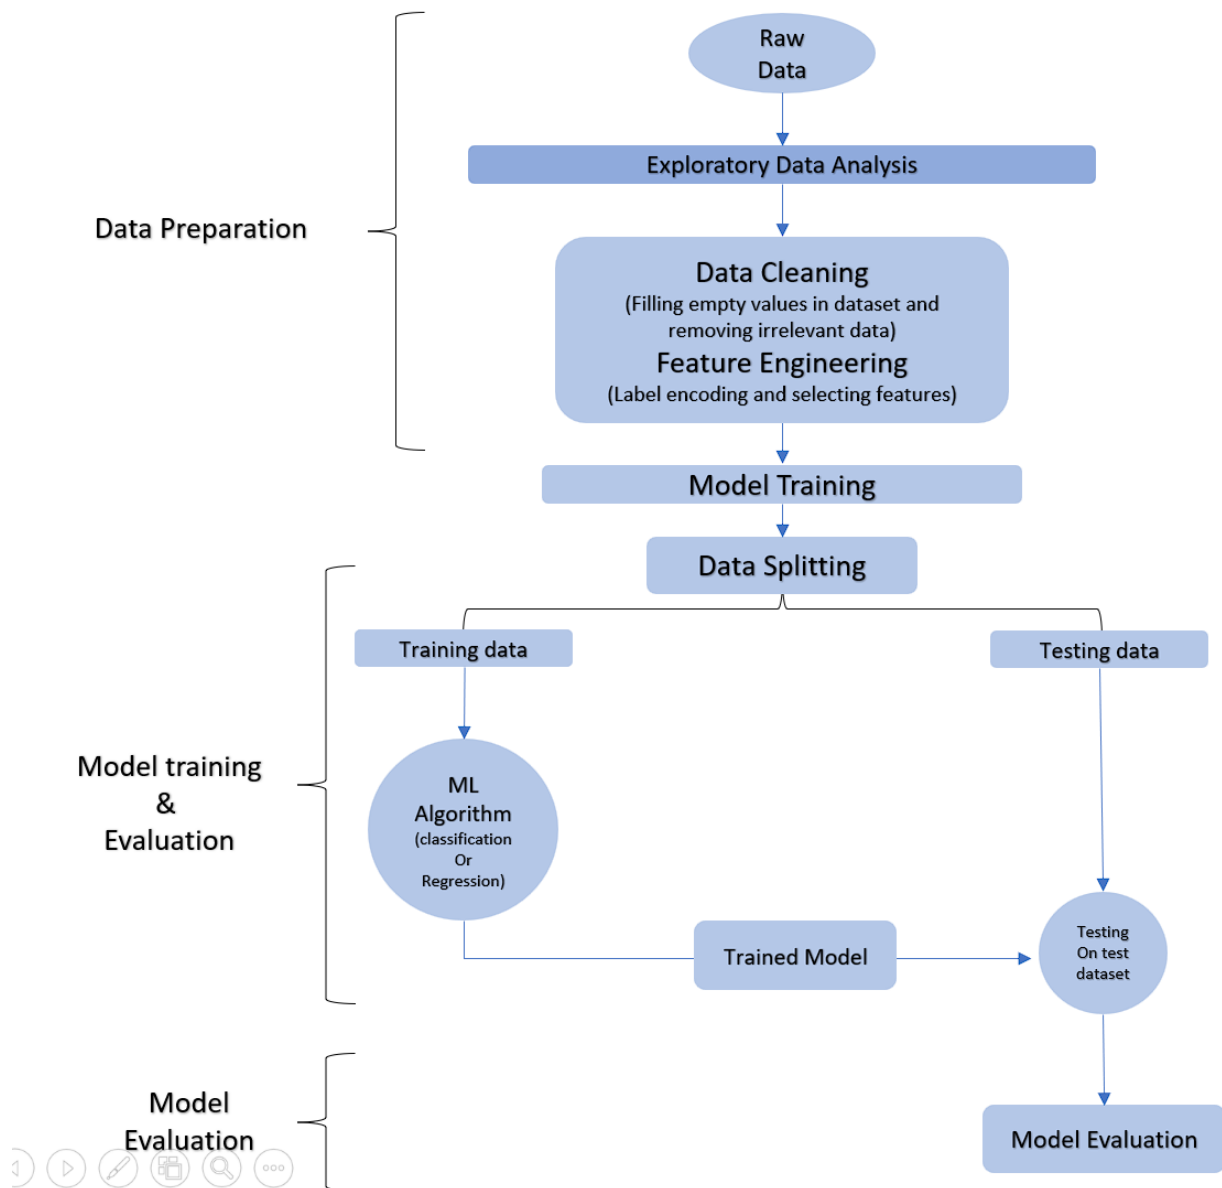 Raw
Data
Exploratory Data Analysis
Data Preparation
Data Cleaning
(Filling empty values in dataset and
removing irrelevant data)
Feature Engineering
(Label encoding and selecting features)
Model Training
Data Splitting
Training data
Testing data
Model training
&
Evaluation
ML
Algorithm
(classification
Or
Regression)
Trained Model
Testing
On test
dataset
Model
Evaluation
Model Evaluation